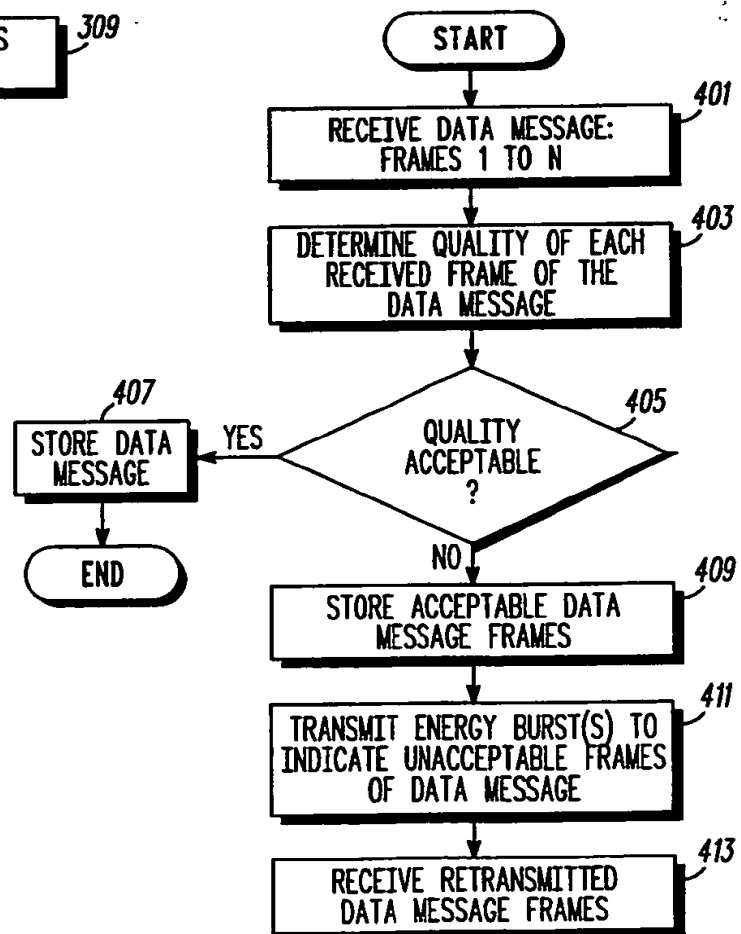 S
309
START
401
RECEIVE DATA MESSAGE:
FRAMES 1 TO N
403
DETERMINE QUALITY OF EACH
RECEIVED FRAME OF THE
DATA MESSAGE
405
QUALITY
ACCEPTABLE
?
YES
407
STORE DATA
MESSAGE
END
NO
409
STORE ACCEPTABLE DATA
MESSAGE FRAMES
411
TRANSMIT ENERGY BURST(S) TO
INDICATE UNACCEPTABLE FRAMES
OF DATA MESSAGE
413
RECEIVE RETRANSMITTED
DATA MESSAGE FRAMES